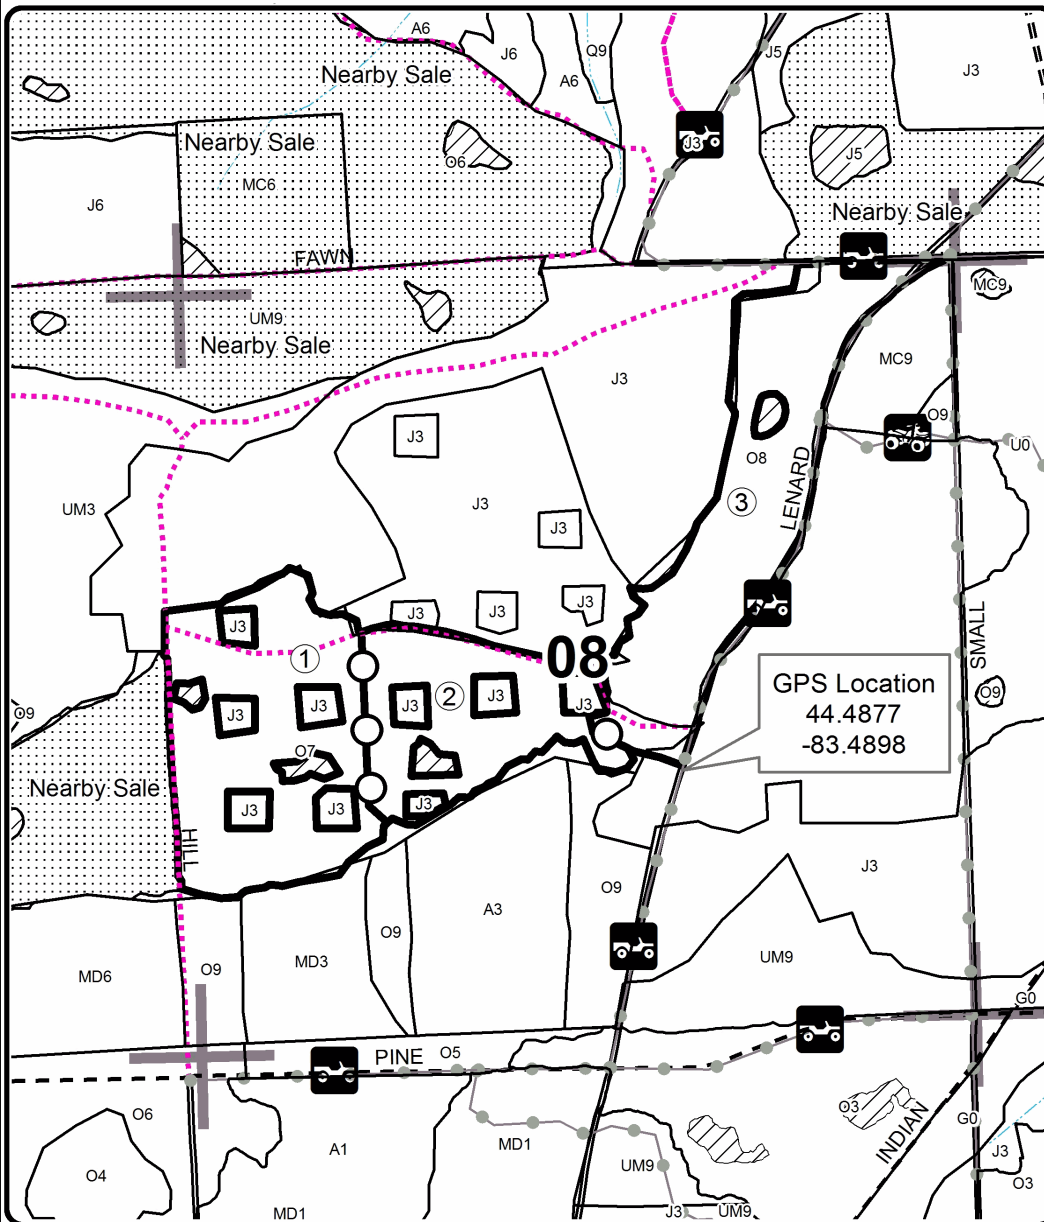 A6
J6
Q9
J5
J3
Nearby Sale
A6
Nearby Sale
J3
J5
O6
MC6
J6
Nearby Sale
FAWN
MC9
UM9
Nearby Sale
J3
MC9
O9
J3
U0
O8
LENARD
3
J3
UM3
J3
J3
J3
J3
J3
SMALL
1
08
2
GPS Location
44.4877
-83.4898
J3
J3
J3
J3
J3
O9
O9
O7
Nearby Sale
J3
J3
J3
HILL
J3
O9
A3
O9
MD3
UM9
MD6
O9
G0
PINE
O5
O6
O3
G0
INDIAN
A1
MD1
J3
UM9
O4
O3
MD1
J3
UM9